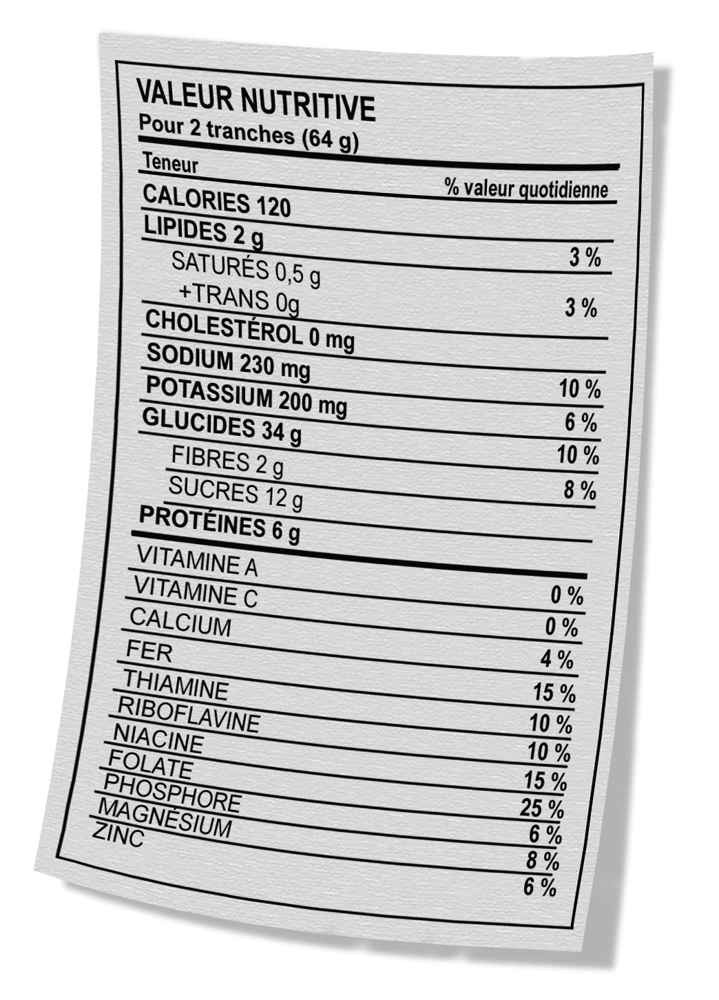 VALEUR NUTRITIVE
Pour 2 tranches (64 g)
Teneur % valeur quotidienne
CALORIES 120
LIPIDES 2 g 3 %
SATURÉS 0,5 g
+TRANS 0g 3 %
CHOLESTÉROL 0 mg
SODIUM 230 mg 10 %
POTASSIUM 200 mg 6 %
GLUCIDES 34 g 10 %
FIBRES 2 g 8 %
SUCRES 12 g
PROTÉINES 6 g
VITAMINE A 0 %
VITAMINE C 0 %
CALCIUM 4 %
FER 15 %
THIAMINE 10 %
RIBOFLAVINE 10 %
NIACINE 15 %
FOLATE 25 %
PHOSPHORE 6 %
MAGNÉSIUM 8 %
ZINC 6 %